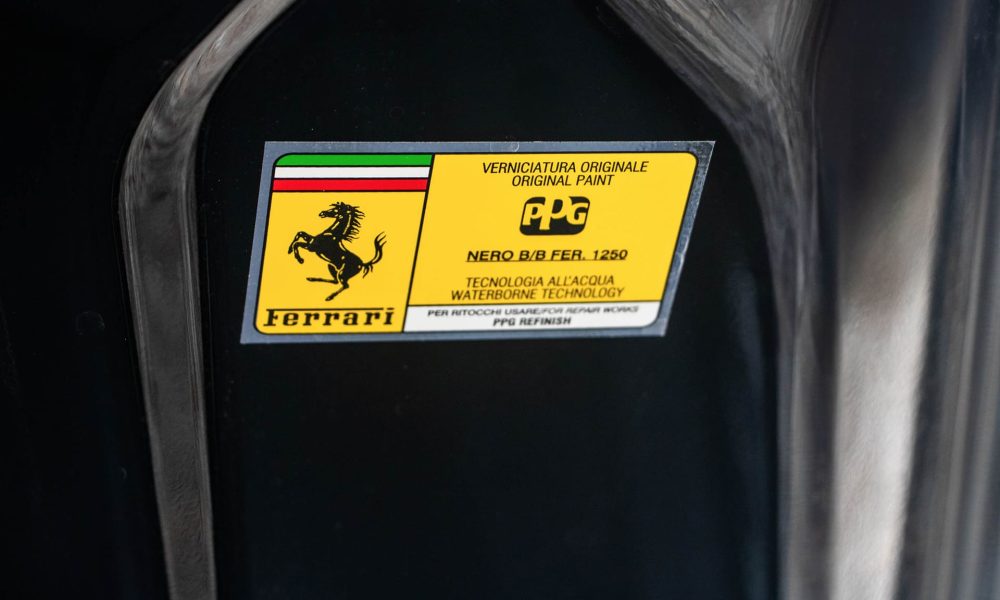 VERNICIATURA ORIGINALE
ORIGINAL PAINT
PPG
NERO B/B FER. 1250
TECNOLOGIA ALL'ACQUA
WATERBORNE TECHNOLOGY
PER RITOCCHI USARE/FOR REPAIR WORKS
PPG REFINISH
Ferrari